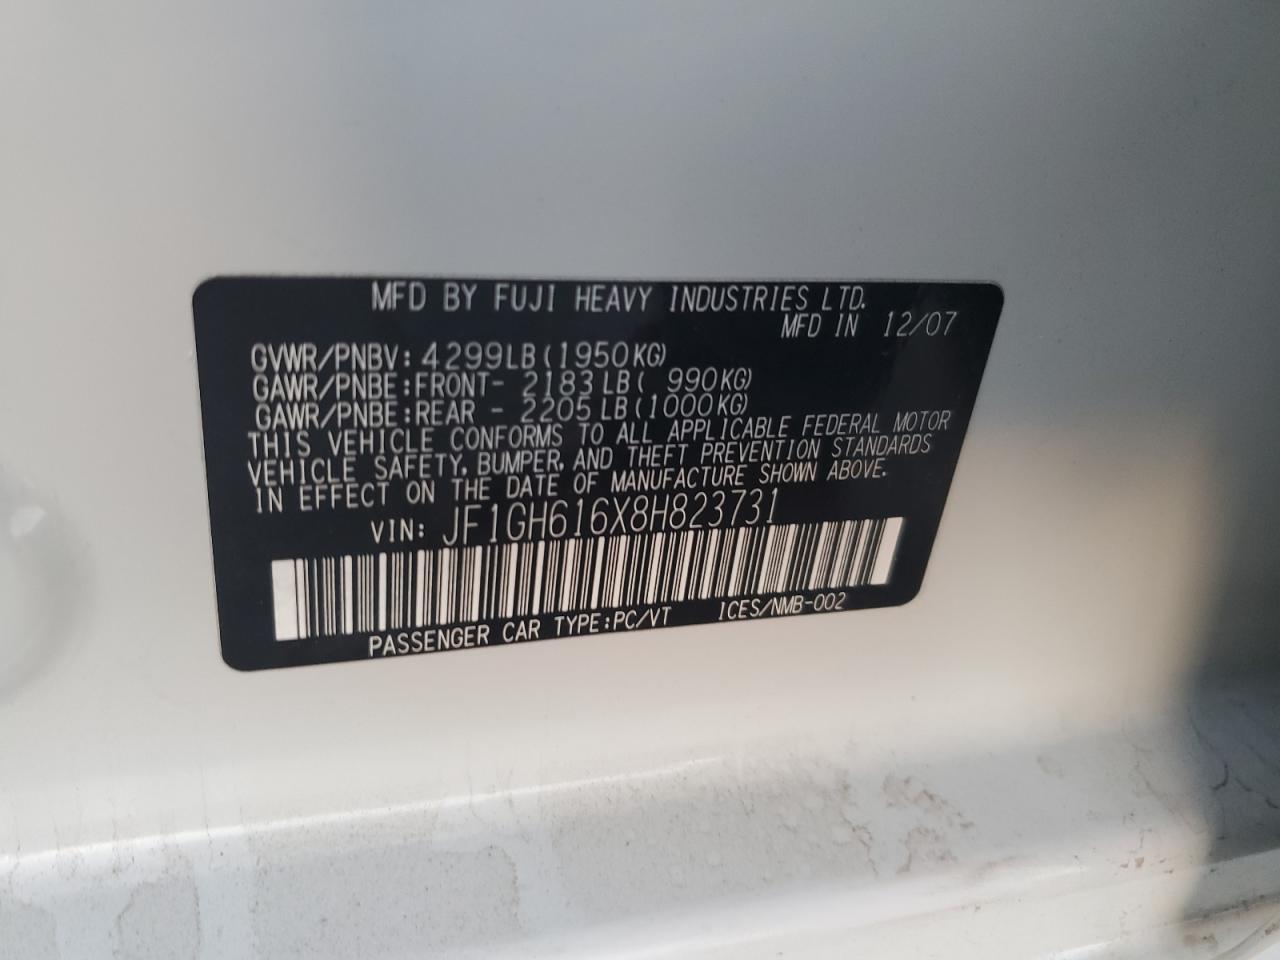 MFD BY FUJI HEAVY INDUSTRIES LTD.
MFD IN 12/07
GVWR/PNBV: 4299LB (1950KG)
GAWR/PNBE: FRONT- 2183LB ( 990KG)
GAWR/PNBE: REAR - 2205LB (1000KG)
THIS VEHICLE CONFORMS TO ALL APPLICABLE FEDERAL MOTOR
VEHICLE SAFETY, BUMPER, AND THEFT PREVENTION STANDARDS
IN EFFECT ON THE DATE OF MANUFACTURE SHOWN ABOVE.
VIN: JF1GH616X8H823731
PASSENGER CAR TYPE:PC/VT ICES/NMB-002